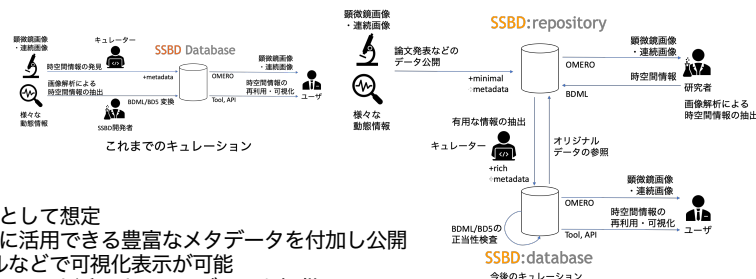 顕微鏡画像
・連続画像
キュレーター
SSBD Database
時空間情報の発見
+metadata
OMERO
顕微鏡画像
・連続画像
画像解析による
時空間情報の抽出
BDML/BD5 変換
Tool, API
時空間情報の
再利用・可視化
ユーザ
様々な
動態情報
SSBD開発者
これまでのキュレーション
顕微鏡画像
・連続画像
SSBD:repository
論文発表などの
データ公開
+minimal
metadata
OMERO
顕微鏡画像
・連続画像
BDML
時空間情報
研究者
画像解析による
時空間情報の抽出
様々な
動態情報
有用な情報の抽出
キュレーター
+rich
metadata
オリジナル
データの参照
OMERO
顕微鏡画像
・連続画像
BDML/BD5の
正当性検査
Tool, API
時空間情報の
再利用・可視化
ユーザ
SSBD:database
今後のキュレーション
として想定
に活用できる豊富なメタデータを付加し公開
ルなどで可視化表示が可能